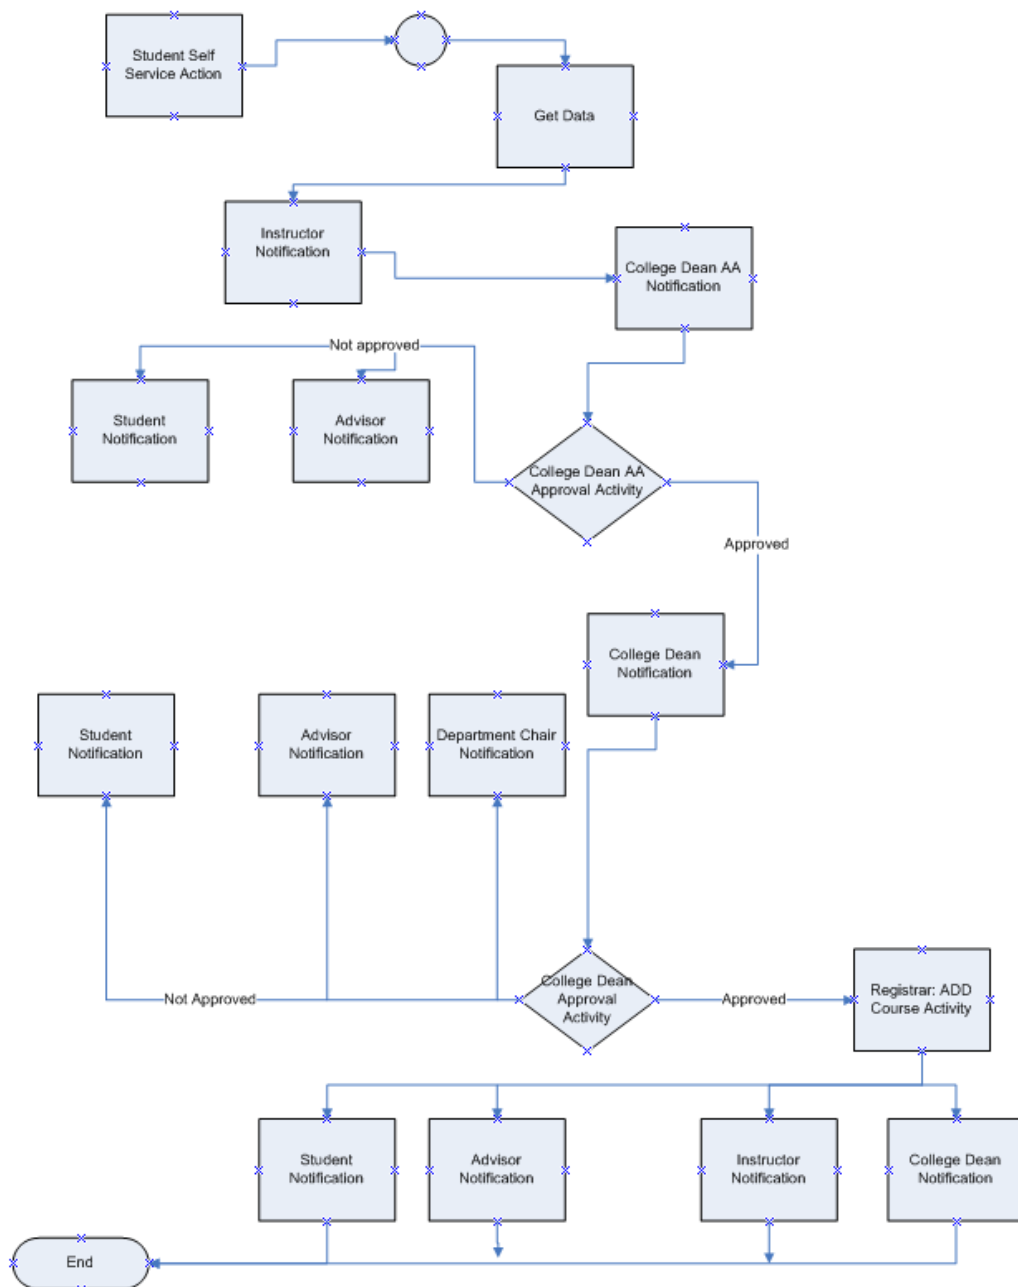 Student Self
Service Action
Get Data
Instructor
Notification
College Dean AA
Notification
Not approved
Student
Notification
Advisor
Notification
College Dean AA
Approval Activity
Approved
College Dean
Notification
Student
Notification
Advisor
Notification
Department Chair
Notification
Not Approved
College Dean
Approval
Activity
Approved
Registrar: ADD
Course Activity
Student
Notification
Advisor
Notification
Instructor
Notification
College Dean
Notification
End